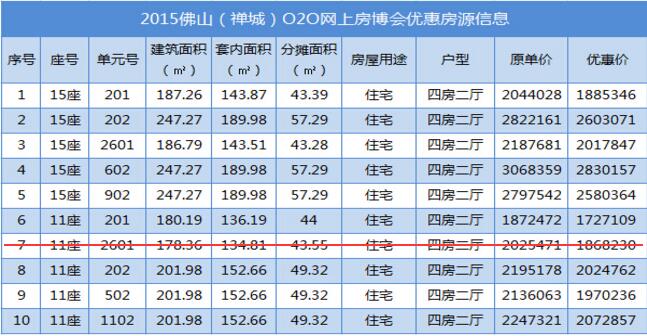 2015佛山（禅城）O2O网上房博会优惠房源信息
序号 座号 单元号 建筑面积（㎡） 套内面积（㎡） 分摊面积（㎡） 房屋用途 户型 原单价 优惠价
1 15座 201 187.26 143.87 43.39 住宅 四房二厅 2044028 1885346
2 15座 202 247.27 189.98 57.29 住宅 四房二厅 2822161 2603071
3 15座 2601 186.79 143.51 43.28 住宅 四房二厅 2187681 2017847
4 15座 602 247.27 189.98 57.29 住宅 四房二厅 3068359 2830157
5 15座 902 247.27 189.98 57.29 住宅 四房二厅 2797542 2580364
6 11座 201 180.19 136.19 44 住宅 四房二厅 1872472 1727109
7 11座 2601 178.36 134.81 43.55 住宅 四房二厅 2025471 1868230
8 11座 202 201.98 152.66 49.32 住宅 四房二厅 2195178 2024762
9 11座 502 201.98 152.66 49.32 住宅 四房二厅 2136063 1970236
10 11座 1102 201.98 152.66 49.32 住宅 四房二厅 2247321 2072857